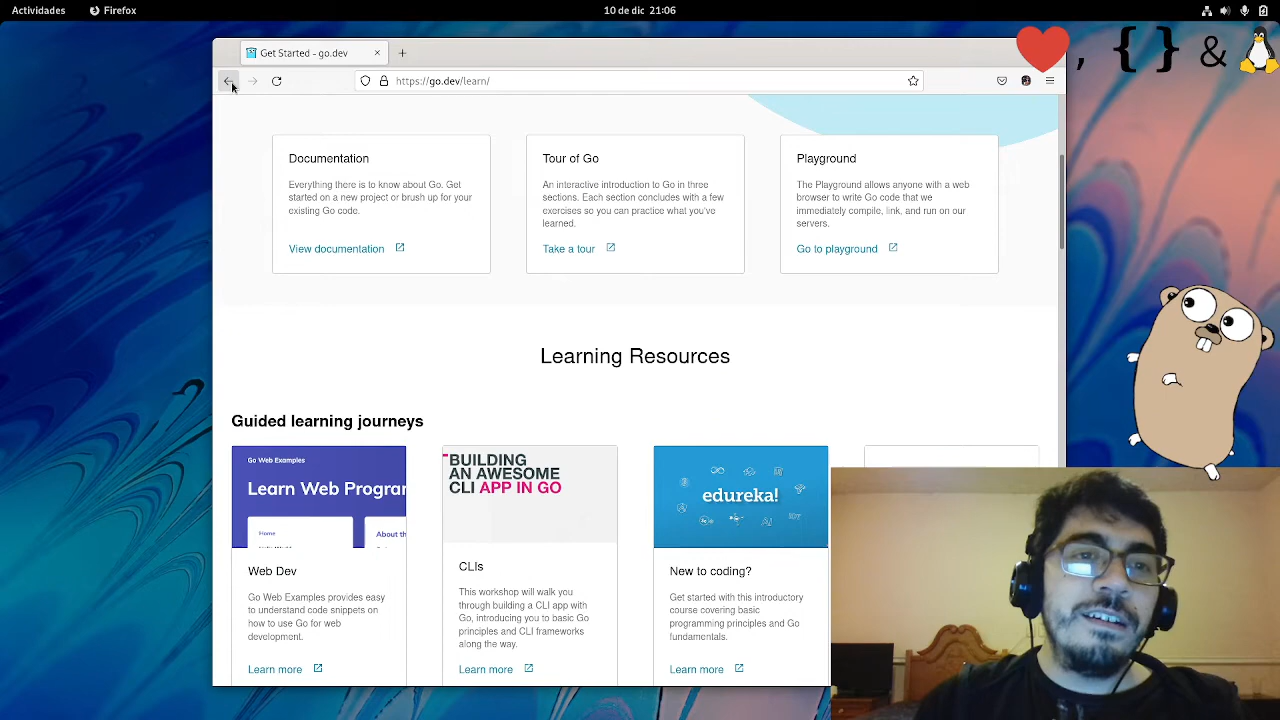 Actividades
Firefox
10 de dic 21:06
Get Started - go.dev
https://go.dev/learn/
, { } &
Documentation
Everything there is to know about Go. Get
started on a new project or brush up for your
existing Go code.
View documentation
Tour of Go
An interactive introduction to Go in three
sections. Each section concludes with a few
exercises so you can practice what you've
learned.
Take a tour
Playground
The Playground allows anyone with a web
browser to write Go code that we
immediately compile, link, and run on our
servers.
Go to playground
Learning Resources
Guided learning journeys
Go Web Examples
Learn Web Progra
Home
About th
Web Dev
Go Web Examples provides easy
to understand code snippets on
how to use Go for web
development.
Learn more
BUILDING
AN AWESOME
CLI APP IN GO
CLIs
This workshop will walk you
through building a CLI app with
Go, introducing you to basic Go
principles and CLI frameworks
along the way.
Learn more
edureka!
AI
New to coding?
Get started with this introductory
course covering basic
programming principles and Go
fundamentals.
Learn more